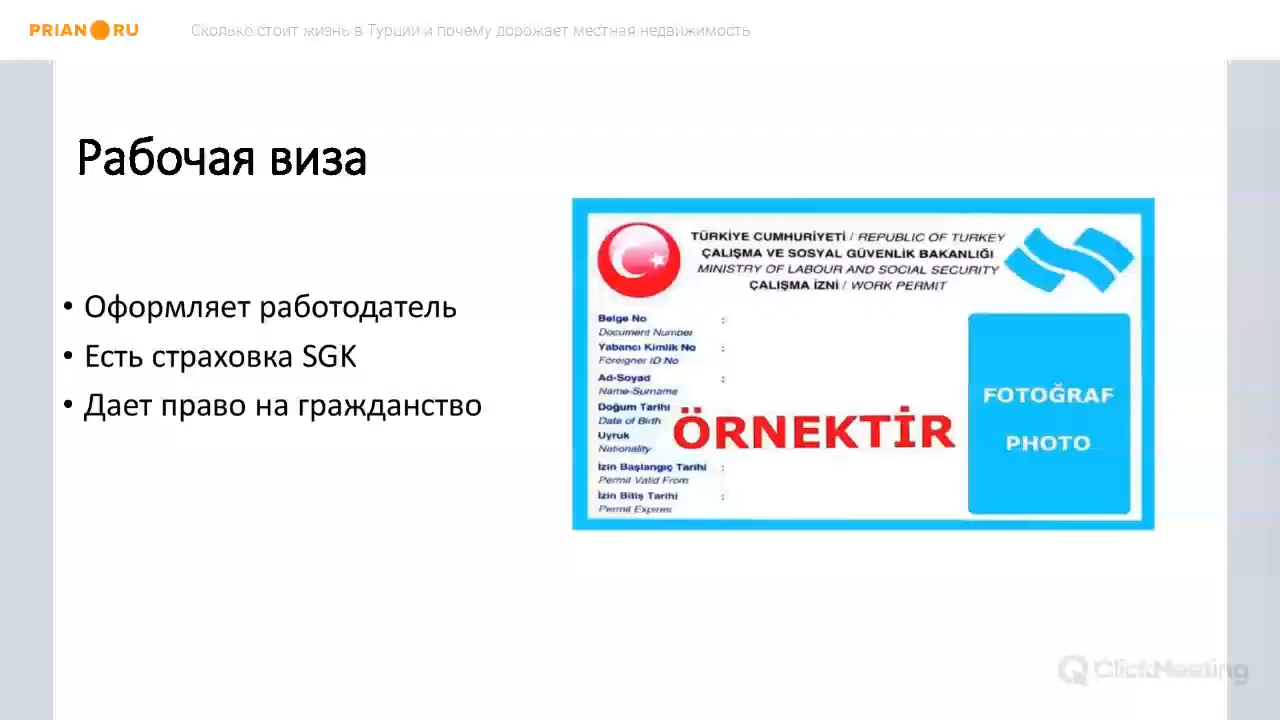 PRIAN RU
Сколько стоит жизнь в Турции и почему дорожает местная недвижимость
Рабочая виза
• Оформляет работодатель
• Есть страховка SGK
• Дает право на гражданство
TÜRKİYE CUMHURİYETİ / REPUBLIC OF TURKEY
ÇALIŞMA VE SOSYAL GÜVENLİK BAKANLIĞI
MINISTRY OF LABOUR AND SOCIAL SECURITY
ÇALIŞMA İZNİ / WORK PERMIT
Belge No :
Document Number
Yabancı Kimlik No :
Foreigner ID No
Ad-Soyad :
Name-Surname
Doğum Tarihi
Date of Birth
Uyruk
Nationality
İzin Başlangıç Tarihi :
Permit Valid From
İzin Bitiş Tarihi :
Permit Expires
ÖRNEKTİR
FOTOĞRAF
PHOTO
ClickMeeting